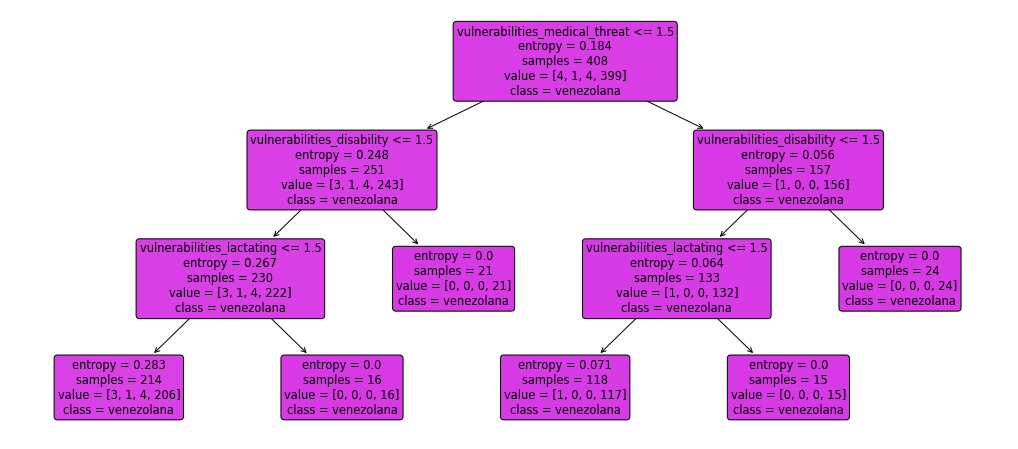 vulnerabilities_medical_threat <= 1.5
entropy = 0.184
samples = 408
value = [4, 1, 4, 399]
class = venezolana
vulnerabilities_disability <= 1.5
entropy = 0.248
samples = 251
value = [3, 1, 4, 243]
class = venezolana
vulnerabilities_disability <= 1.5
entropy = 0.056
samples = 157
value = [1, 0, 0, 156]
class = venezolana
vulnerabilities_lactating <= 1.5
entropy = 0.267
samples = 230
value = [3, 1, 4, 222]
class = venezolana
entropy = 0.0
samples = 21
value = [0, 0, 0, 21]
class = venezolana
vulnerabilities_lactating <= 1.5
entropy = 0.064
samples = 133
value = [1, 0, 0, 132]
class = venezolana
entropy = 0.0
samples = 24
value = [0, 0, 0, 24]
class = venezolana
entropy = 0.283
samples = 214
value = [3, 1, 4, 206]
class = venezolana
entropy = 0.0
samples = 16
value = [0, 0, 0, 16]
class = venezolana
entropy = 0.071
samples = 118
value = [1, 0, 0, 117]
class = venezolana
entropy = 0.0
samples = 15
value = [0, 0, 0, 15]
class = venezolana